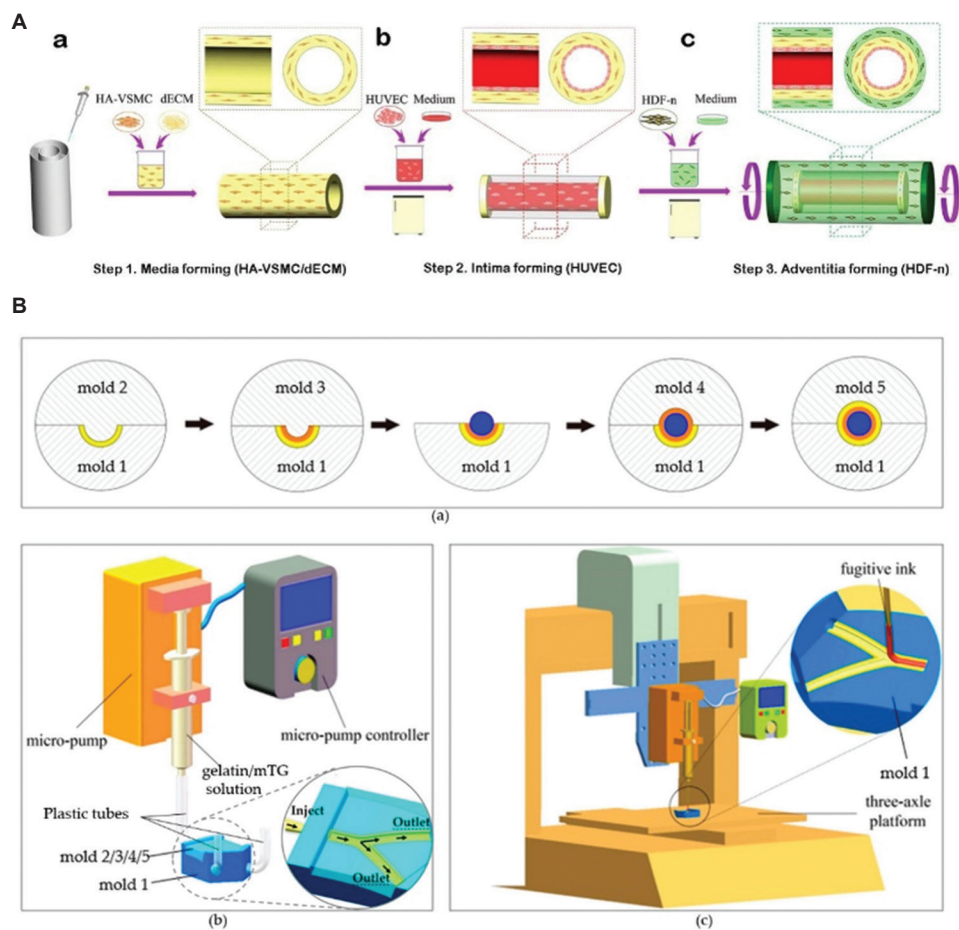 A
a
b
c
HA-VSMC dECM
HUVEC Medium
HDF-n Medium
Step 1. Media forming (HA-VSMC/dECM)
Step 2. Intima forming (HUVEC)
Step 3. Adventitia forming (HDF-n)
B
mold 2
mold 3
mold 4
mold 5
mold 1
mold 1
mold 1
mold 1
mold 1
(a)
micro-pump
micro-pump controller
gelatin/mTG
solution
Plastic tubes
mold 2/3/4/5
mold 1
Inject
Outlet
Outlet
(b)
fugitive ink
mold 1
three-axle
platform
(c)